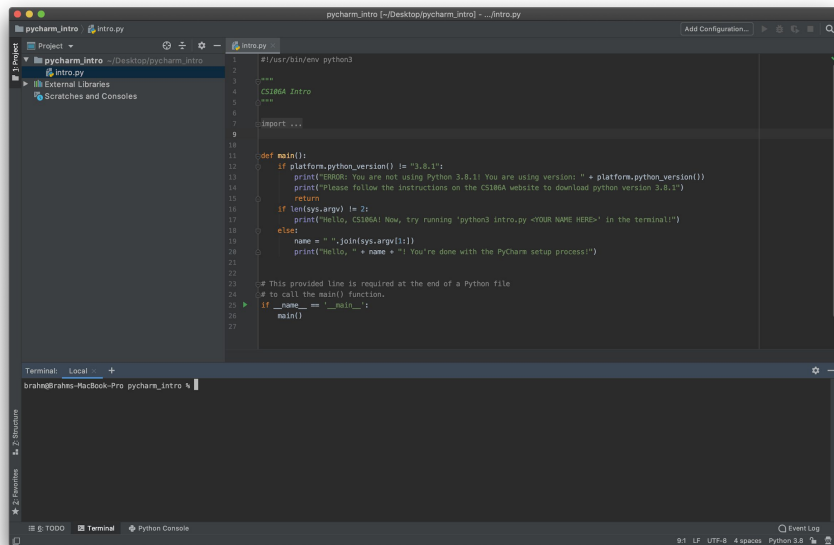 pycharm_intro [~/Desktop/pycharm_intro] - .../intro.py
pycharm_intro
intro.py
Add Configuration...
1: Project
Project
pycharm_intro ~/Desktop/pycharm_intro
intro.py
External Libraries
Scratches and Consoles
intro.py
1 #!/usr/bin/env python3
2
3 """
4 CS106A Intro
5 """
6
7 import ...
9
10
11 def main():
12 if platform.python_version() != "3.8.1":
13 print("ERROR: You are not using Python 3.8.1! You are using version: " + platform.python_version())
14 print("Please follow the instructions on the CS106A website to download python version 3.8.1")
15 return
16 if len(sys.argv) != 2:
17 print("Hello, CS106A! Now, try running 'python3 intro.py <YOUR NAME HERE>' in the terminal!")
18 else:
19 name = " ".join(sys.argv[1:])
20 print("Hello, " + name + "! You're done with the PyCharm setup process!")
21
22
23 # This provided line is required at the end of a Python file
24 # to call the main() function.
25 if __name__ == '__main__':
26 main()
27
Terminal: Local × +
brahm@Brahms-MacBook-Pro pycharm_intro %
7: Structure
2: Favorites
6: TODO
Terminal
Python Console
Event Log
9:1 LF UTF-8 4 spaces Python 3.8